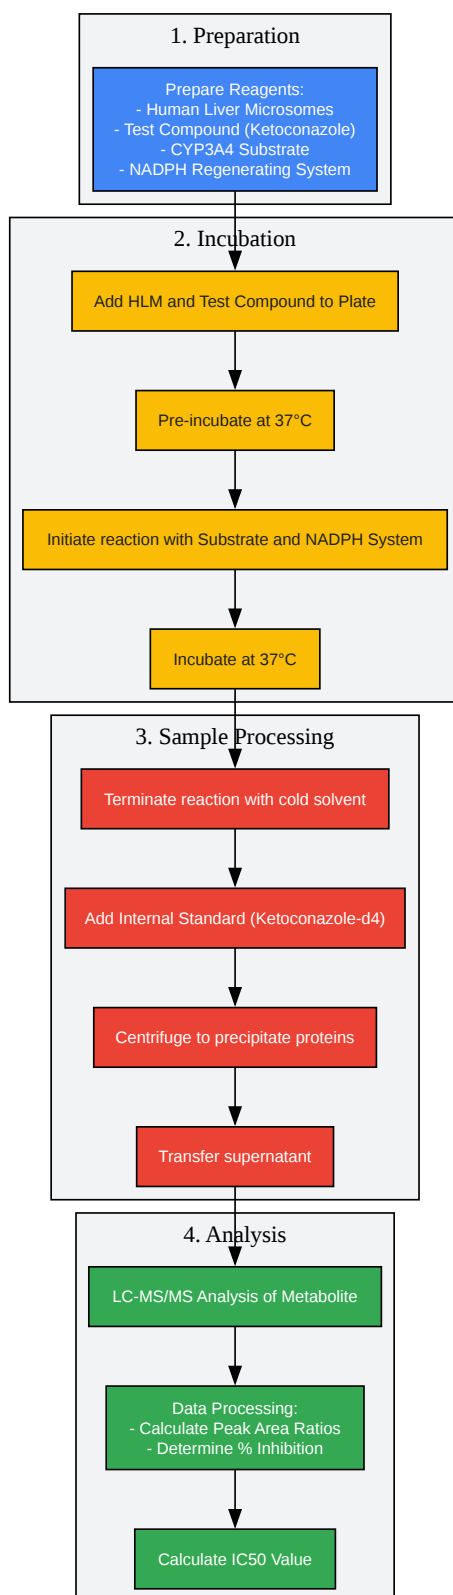 1. Preparation
Prepare Reagents:
- Human Liver Microsomes
- Test Compound (Ketoconazole)
- CYP3A4 Substrate
- NADPH Regenerating System
2. Incubation
Add HLM and Test Compound to Plate
Pre-incubate at 37°C
Initiate reaction with Substrate and NADPH System
Incubate at 37°C
3. Sample Processing
Terminate reaction with cold solvent
Add Internal Standard (Ketoconazole-d4)
Centrifuge to precipitate proteins
Transfer supernatant
4. Analysis
LC-MS/MS Analysis of Metabolite
Data Processing:
- Calculate Peak Area Ratios
- Determine % Inhibition
Calculate IC50 Value